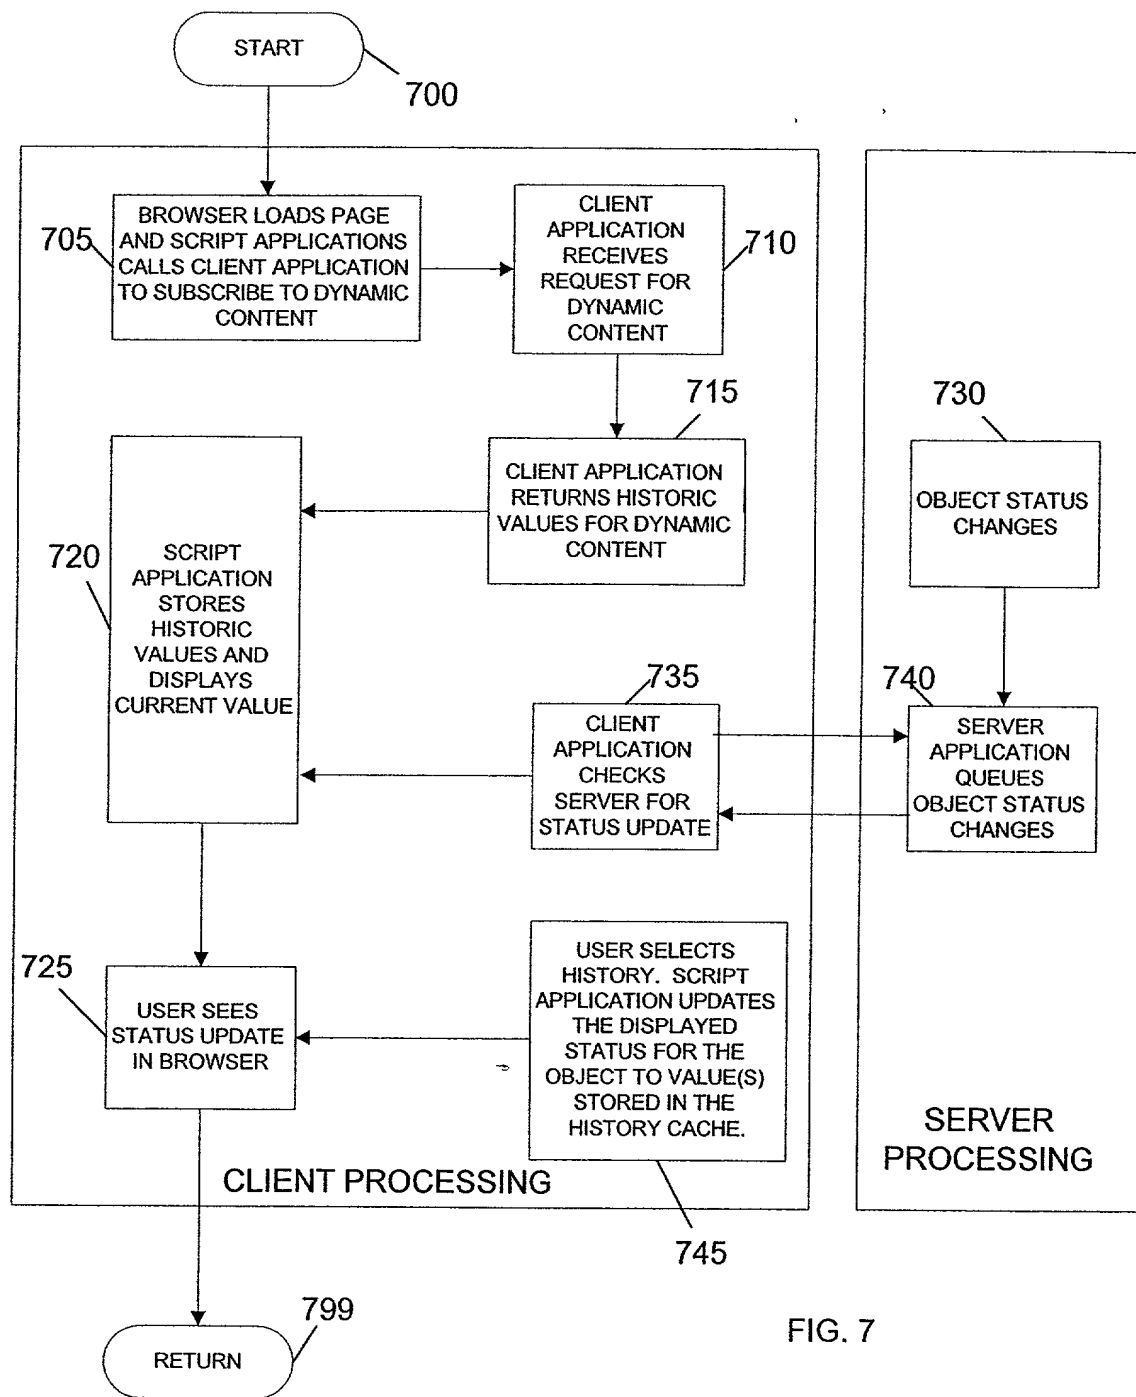 START
700
705
BROWSER LOADS PAGE
AND SCRIPT APPLICATIONS
CALLS CLIENT APPLICATION
TO SUBSCRIBE TO DYNAMIC
CONTENT
CLIENT
APPLICATION
RECEIVES
REQUEST FOR
DYNAMIC
CONTENT
710
715
CLIENT APPLICATION
RETURNS HISTORIC
VALUES FOR DYNAMIC
CONTENT
730
OBJECT STATUS
CHANGES
720
SCRIPT
APPLICATION
STORES
HISTORIC
VALUES AND
DISPLAYS
CURRENT VALUE
735
CLIENT
APPLICATION
CHECKS
SERVER FOR
STATUS UPDATE
740
SERVER
APPLICATION
QUEUES
OBJECT STATUS
CHANGES
725
USER SEES
STATUS UPDATE
IN BROWSER
USER SELECTS
HISTORY. SCRIPT
APPLICATION UPDATES
THE DISPLAYED
STATUS FOR THE
OBJECT TO VALUE(S)
STORED IN THE
HISTORY CACHE.
745
CLIENT PROCESSING
SERVER
PROCESSING
799
RETURN
FIG. 7